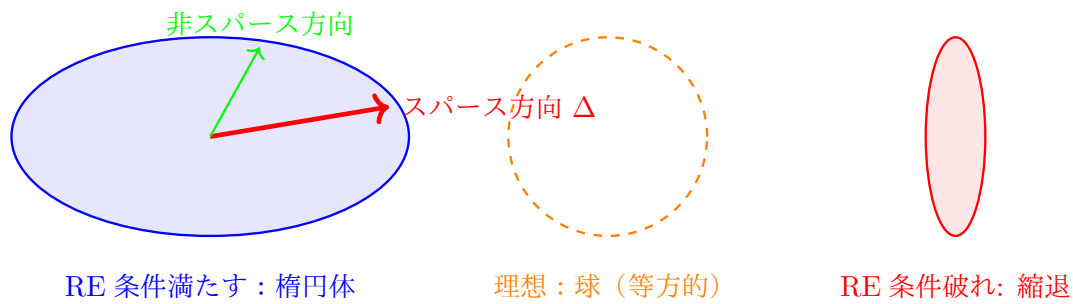 非スパース方向
スパース方向 Δ
RE 条件満たす：楕円体
理想：球（等方的）
RE 条件破れ: 縮退